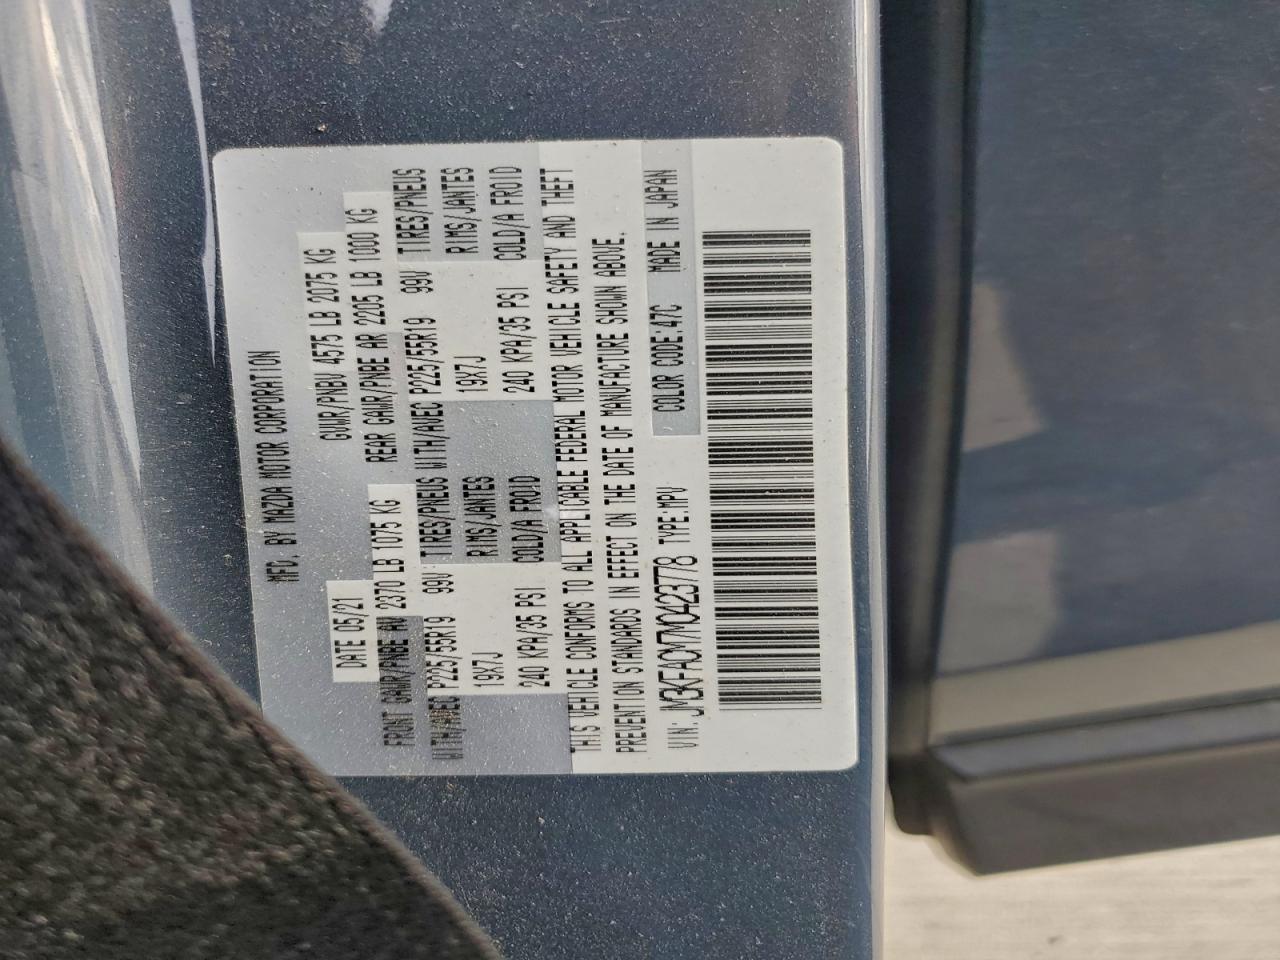 MFD. BY MAZDA MOTOR CORPORATION
DATE 05/21 GVWR/PNBV 4575 LB 2075 KG
FRONT GAWR/PNBE AV 2370 LB 1075 KG REAR GAWR/PNBE AR 2205 LB 1000 KG
WITH/AVEC P225/55R19 99V TIRES/PNEUS WITH/AVEC P225/55R19 99V TIRES/PNEUS
19X7J RIMS/JANTES 19X7J RIMS/JANTES
240 KPA/35 PSI COLD/A FROID 240 KPA/35 PSI COLD/A FROID
THIS VEHICLE CONFORMS TO ALL APPLICABLE FEDERAL MOTOR VEHICLE SAFETY AND THEFT
PREVENTION STANDARDS IN EFFECT ON THE DATE OF MANUFACTURE SHOWN ABOVE.
VIN: JM3KFACM7M0423778 TYPE:MPV COLOR CODE:47C MADE IN JAPAN